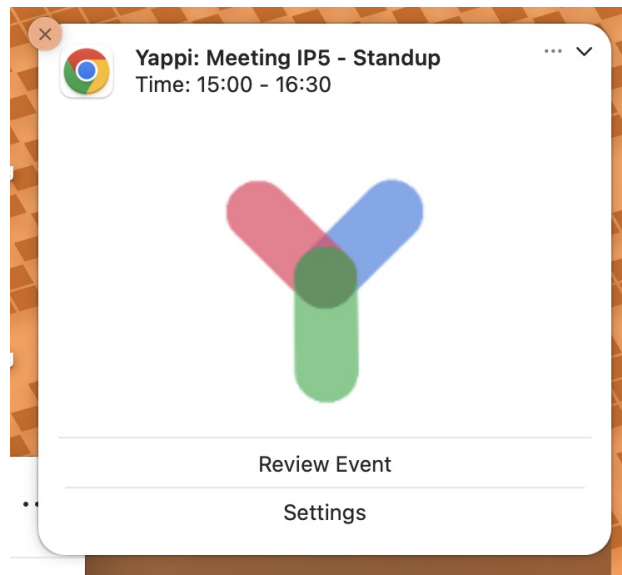 Yappi: Meeting IP5 - Standup
Time: 15:00 - 16:30
Review Event
Settings